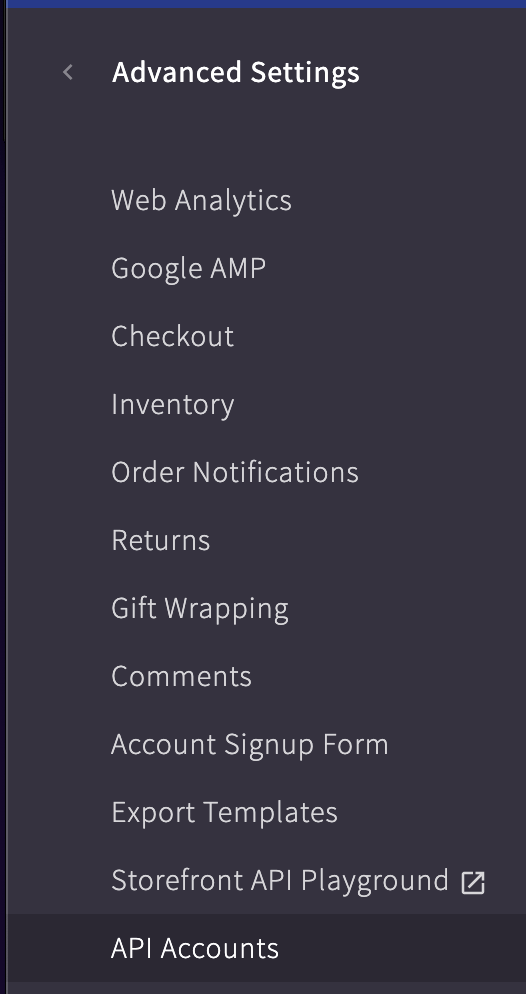 Advanced Settings
Web Analytics
Google AMP
Checkout
Inventory
Order Notifications
Returns
Gift Wrapping
Comments
Account Signup Form
Export Templates
Storefront API Playground
API Accounts